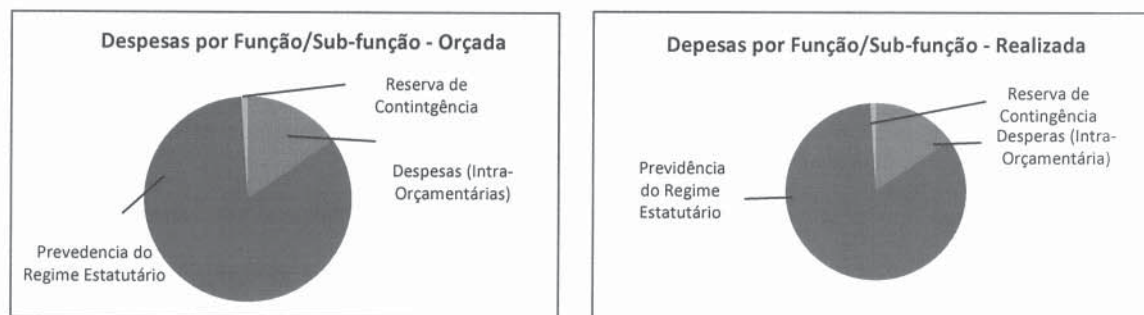 Despesas por Função/Sub-função - Orçada
Reserva de
Contintgência
Despesas (Intra-
Orçamentárias)
Prevedencia do
Regime Estatutário
Depesas por Função/Sub-função - Realizada
Reserva de
Contingência
Desperas (Intra-
Orçamentária)
Previdência
do Regime
Estatutário